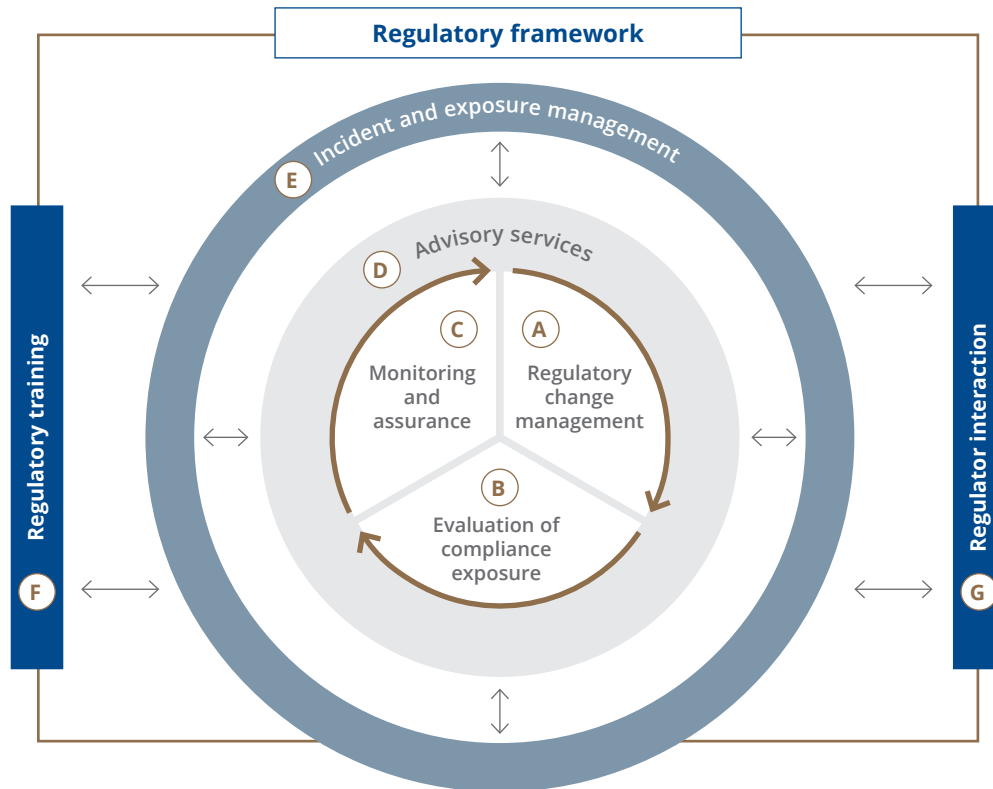 Regulatory framework
E
Incident and exposure management
D
Advisory services
C
Monitoring
and
assurance
A
Regulatory
change
management
B
Evaluation of
compliance
exposure
Regulatory training
F
Regulator interaction
G